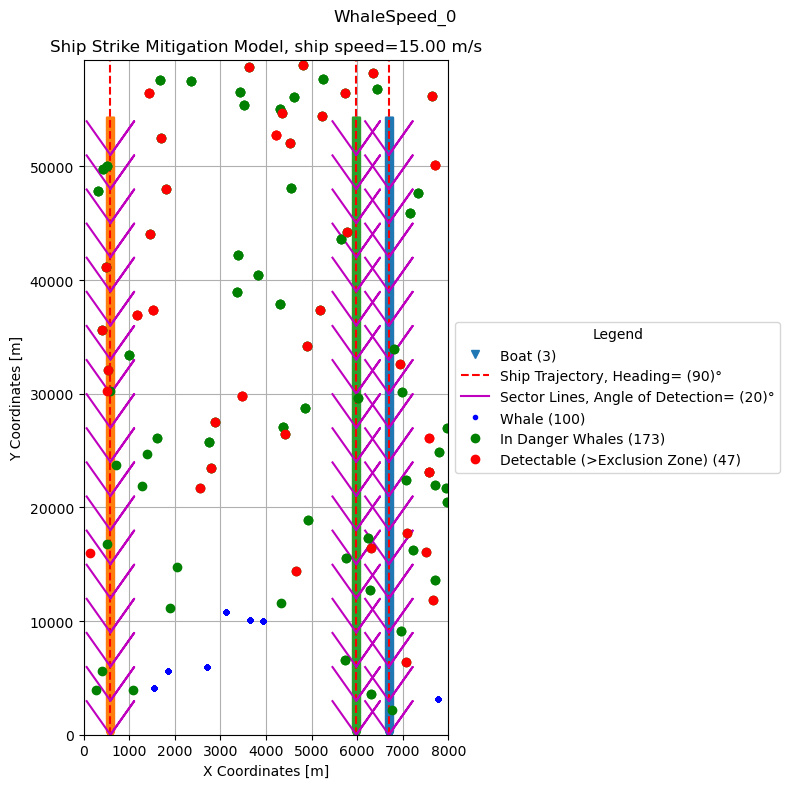 WhaleSpeed_0
Ship Strike Mitigation Model, ship speed=15.00 m/s
50000
40000
30000
20000
10000
0
Y Coordinates [m]
0 1000 2000 3000 4000 5000 6000 7000 8000
X Coordinates [m]
Legend
Boat (3)
Ship Trajectory, Heading= (90)°
Sector Lines, Angle of Detection= (20)°
Whale (100)
In Danger Whales (173)
Detectable (>Exclusion Zone) (47)